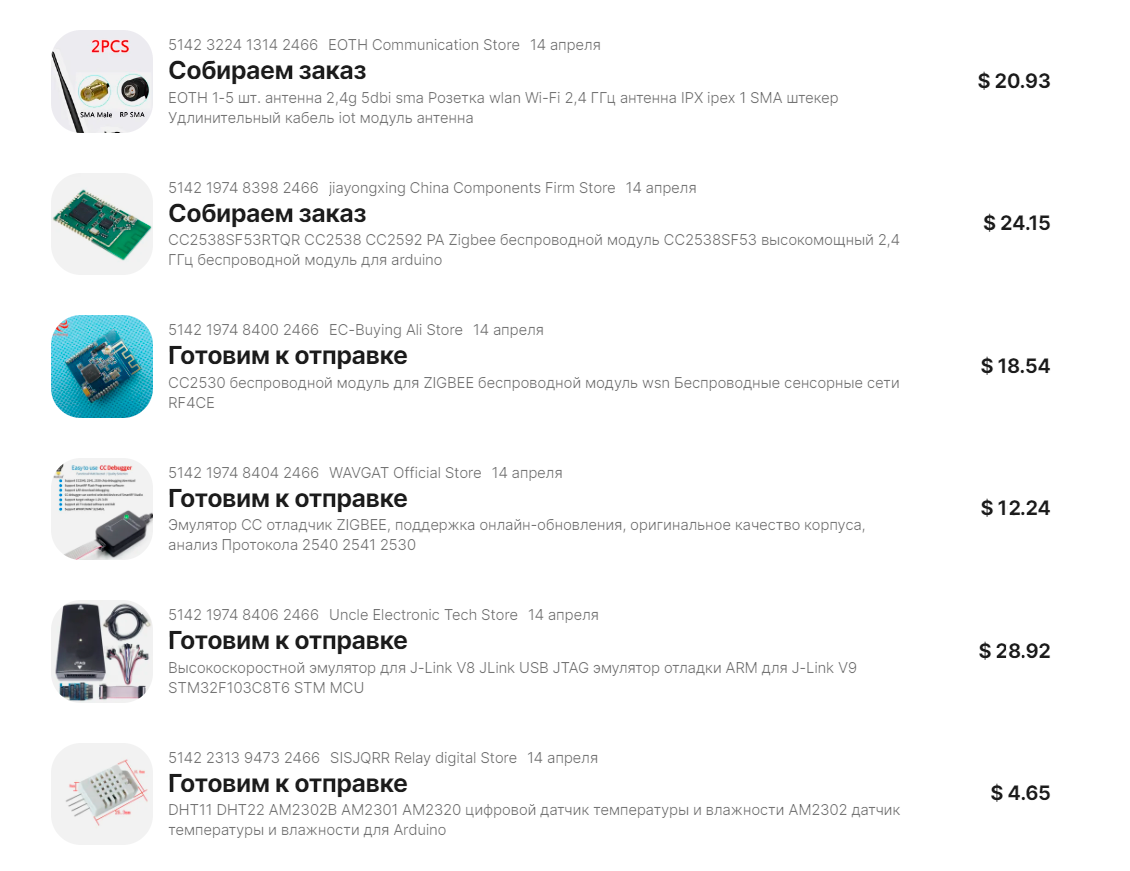 2PCS
SMA Male RP SMA
5142 3224 1314 2466 EOTH Communication Store 14 апреля
Собираем заказ
EOTH 1-5 шт. антенна 2,4g 5dbi sma Розетка wlan Wi-Fi 2,4 ГГц антенна IPX ipex 1 SMA штекер
Удлинительный кабель iot модуль антенна
$ 20.93
5142 1974 8398 2466 jiayongxing China Components Firm Store 14 апреля
Собираем заказ
CC2538SF53RTQR CC2538 CC2592 PA Zigbee беспроводной модуль CC2538SF53 высокомощный 2,4
ГГц беспроводной модуль для arduino
$ 24.15
5142 1974 8400 2466 EC-Buying Ali Store 14 апреля
Готовим к отправке
CC2530 беспроводной модуль для ZIGBEE беспроводной модуль wsn Беспроводные сенсорные сети
RF4CE
$ 18.54
Easy to use CC Debugger
5142 1974 8404 2466 WAVGAT Official Store 14 апреля
Готовим к отправке
Эмулятор CC отладчик ZIGBEE, поддержка онлайн-обновления, оригинальное качество корпуса,
анализ Протокола 2540 2541 2530
$ 12.24
5142 1974 8406 2466 Uncle Electronic Tech Store 14 апреля
Готовим к отправке
Высокоскоростной эмулятор для J-Link V8 JLink USB JTAG эмулятор отладки ARM для J-Link V9
STM32F103C8T6 STM MCU
$ 28.92
5142 2313 9473 2466 SISJQRR Relay digital Store 14 апреля
Готовим к отправке
DHT11 DHT22 AM2302B AM2301 AM2320 цифровой датчик температуры и влажности AM2302 датчик
температуры и влажности для Arduino
$ 4.65